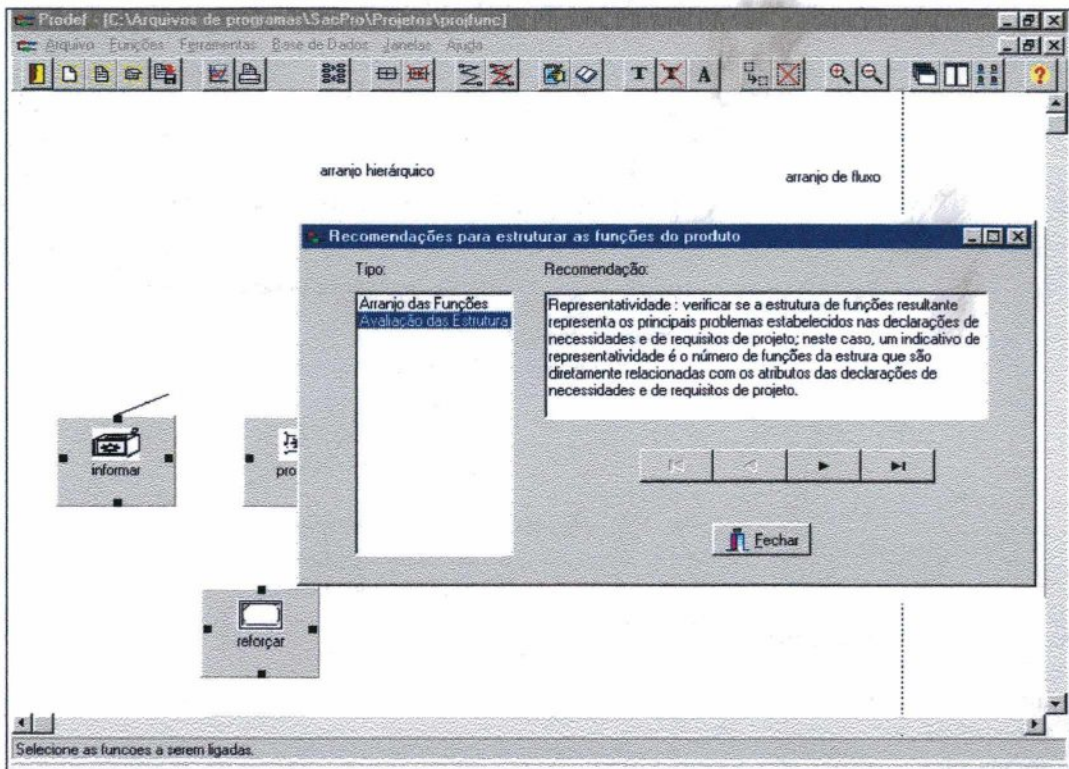 Prodef - [C:\Arquivos de programas\SacPro\Projetos\projfunc]
Arquivo Funções Ferramentas Base de Dados Janelas Ajuda
T T A ?
arranjo hierárquico
arranjo de fluxo
Recomendações para estruturar as funções do produto
Tipo:
Recomendação:
Arranjo das Funções
Avaliação das Estrutura
Representatividade : verificar se a estrutura de funções resultante
representa os principais problemas estabelecidos nas declarações de
necessidades e de requisitos de projeto; neste caso, um indicativo de
representatividade é o número de funções da estrura que são
diretamente relacionadas com os atributos das declarações de
necessidades e de requisitos de projeto.
informar
pro
Fechar
reforçar
Selecione as funcoes a serem ligadas.